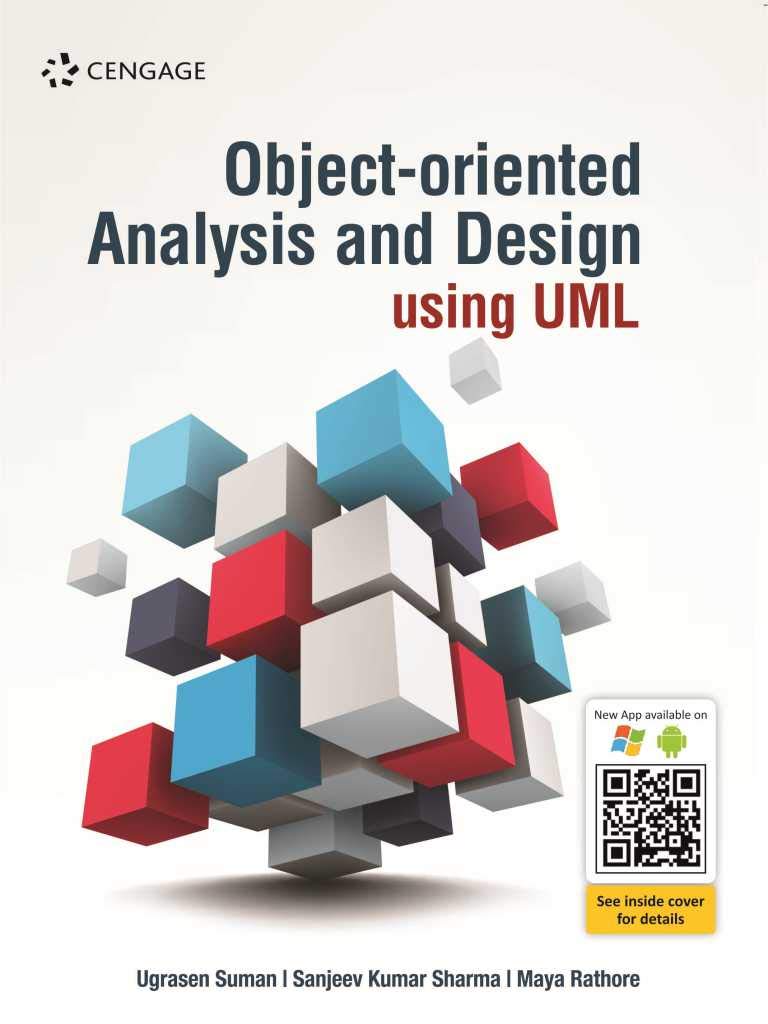 CENGAGE
Object-oriented
Analysis and Design
using UML
New App available on
See inside cover
for details
Ugrasen Suman | Sanjeev Kumar Sharma | Maya Rathore